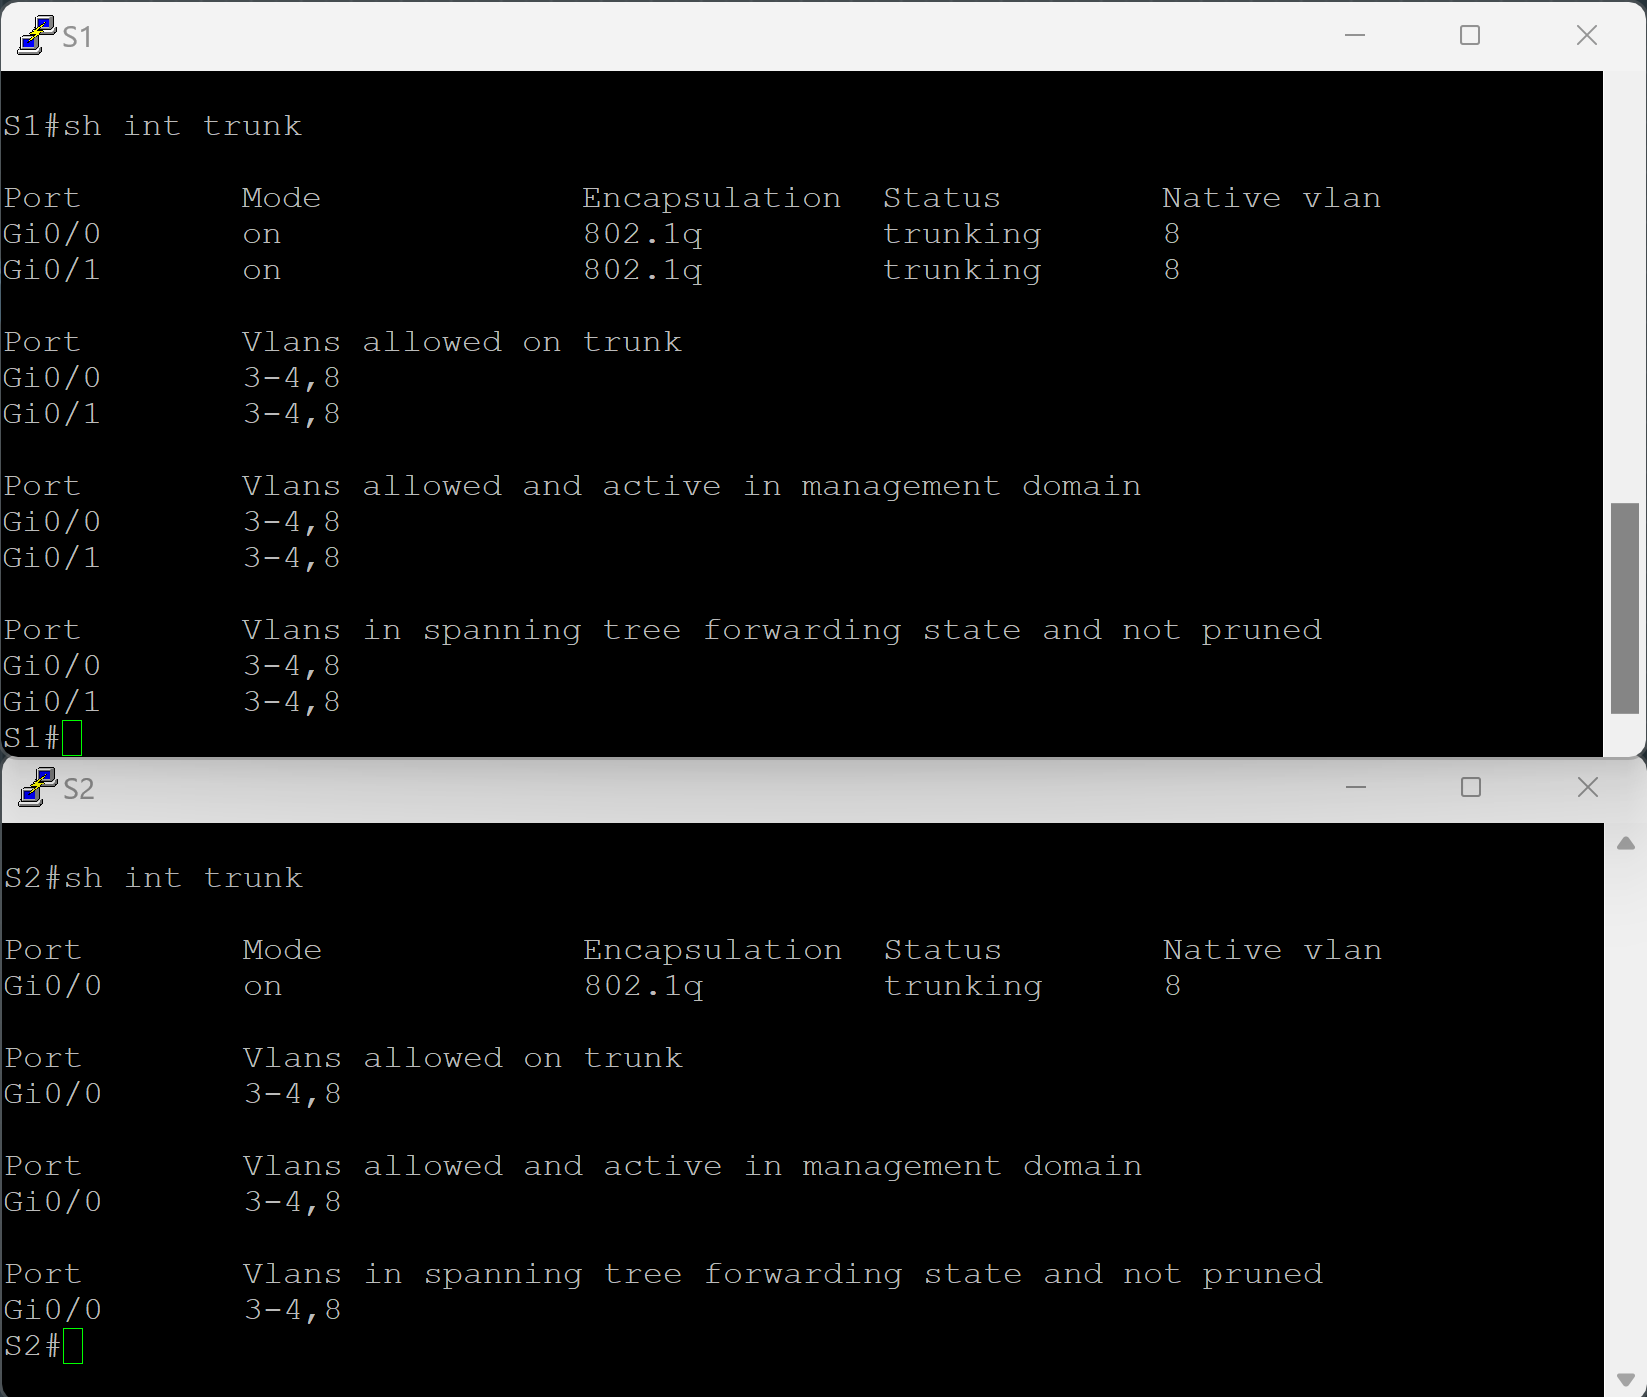 S1
S1#sh int trunk
Port Mode Encapsulation Status Native vlan
Gi0/0 on 802.1q trunking 8
Gi0/1 on 802.1q trunking 8
Port Vlans allowed on trunk
Gi0/0 3-4,8
Gi0/1 3-4,8
Port Vlans allowed and active in management domain
Gi0/0 3-4,8
Gi0/1 3-4,8
Port Vlans in spanning tree forwarding state and not pruned
Gi0/0 3-4,8
Gi0/1 3-4,8
S1#
S2
S2#sh int trunk
Port Mode Encapsulation Status Native vlan
Gi0/0 on 802.1q trunking 8
Port Vlans allowed on trunk
Gi0/0 3-4,8
Port Vlans allowed and active in management domain
Gi0/0 3-4,8
Port Vlans in spanning tree forwarding state and not pruned
Gi0/0 3-4,8
S2#